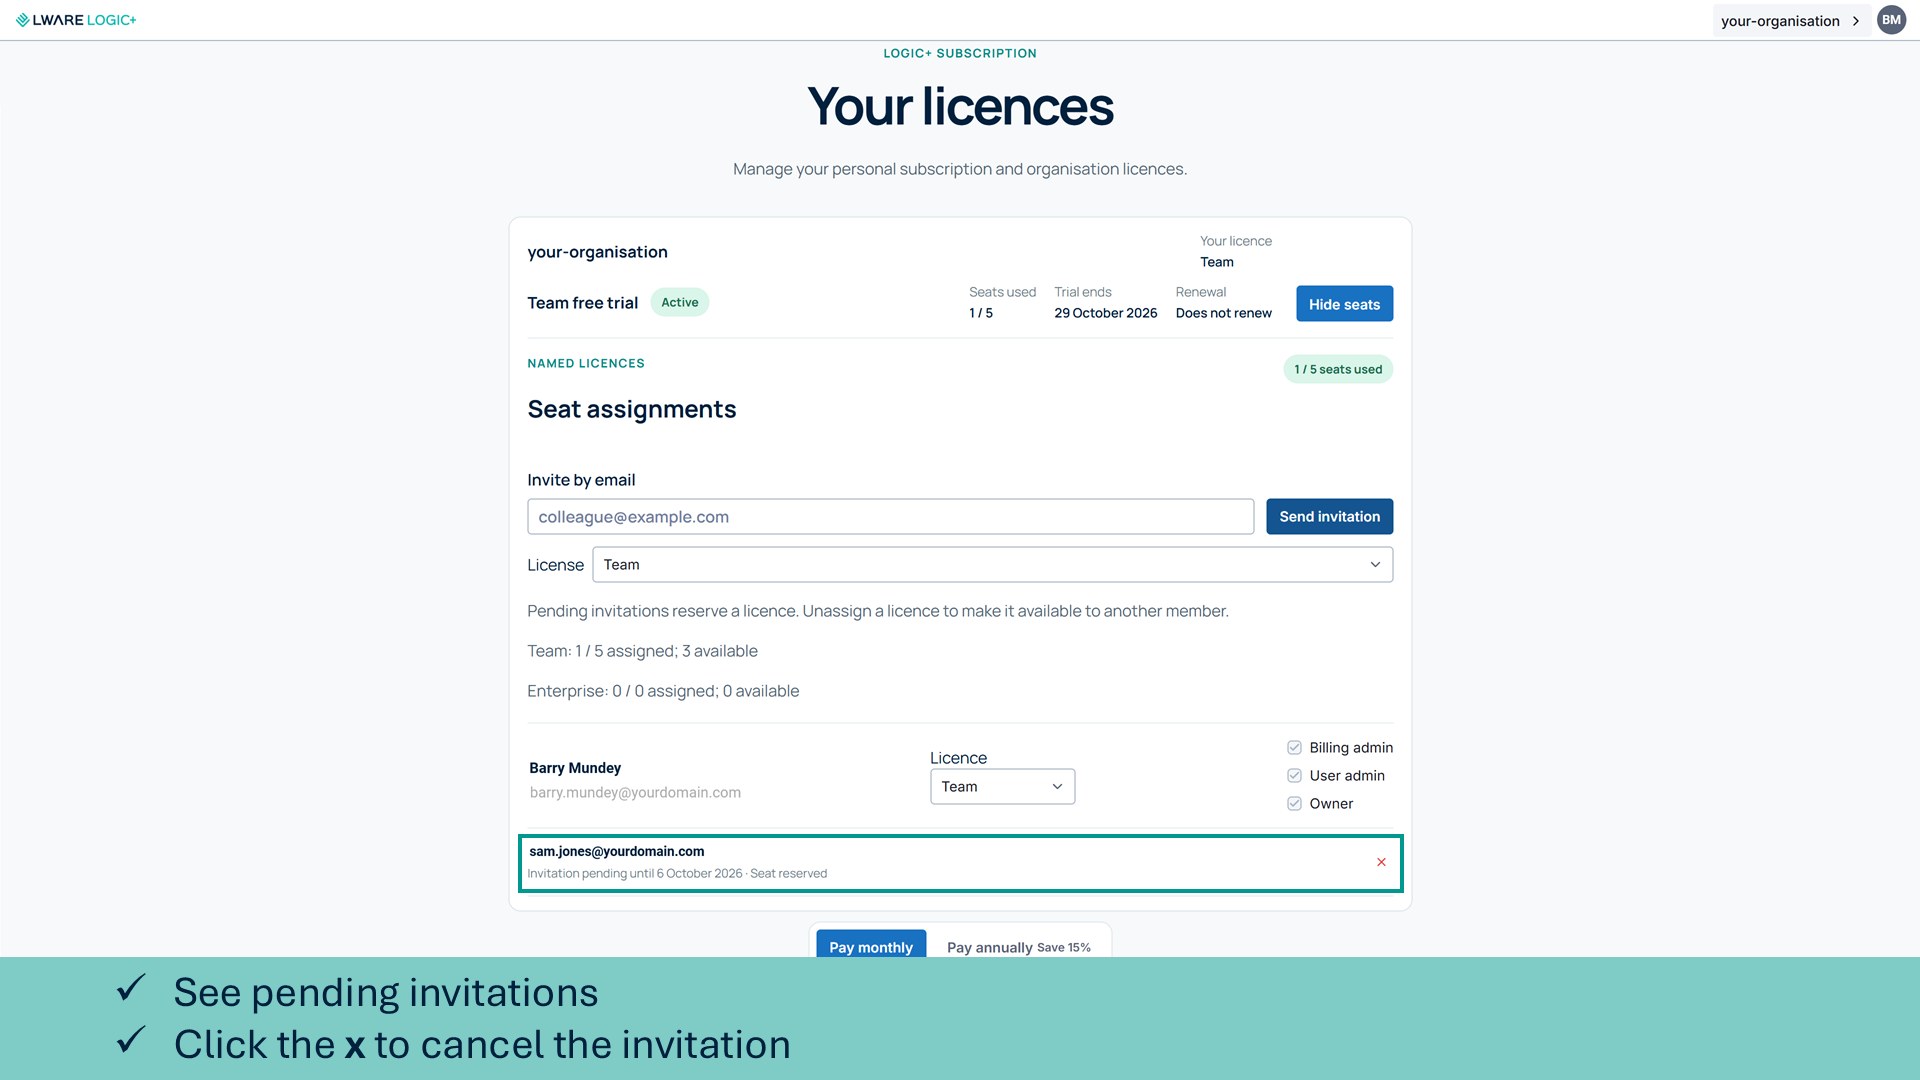 LWARE LOGIC+
your-organisation
BM
LOGIC+ SUBSCRIPTION
Your licences
Manage your personal subscription and organisation licences.
your-organisation
Your licence
Team
Team free trial
Active
Seats used
1 / 5
Trial ends
29 October 2026
Renewal
Does not renew
Hide seats
NAMED LICENCES
1 / 5 seats used
Seat assignments
Invite by email
colleague@example.com
Send invitation
License
Team
Pending invitations reserve a licence. Unassign a licence to make it available to another member.
Team: 1 / 5 assigned; 3 available
Enterprise: 0 / 0 assigned; 0 available
Barry Mundey
barry.mundey@yourdomain.com
Licence
Team
Billing admin
User admin
Owner
sam.jones@yourdomain.com
Invitation pending until 6 October 2026 · Seat reserved
Pay monthly
Pay annually Save 15%
✓ See pending invitations
✓ Click the x to cancel the invitation